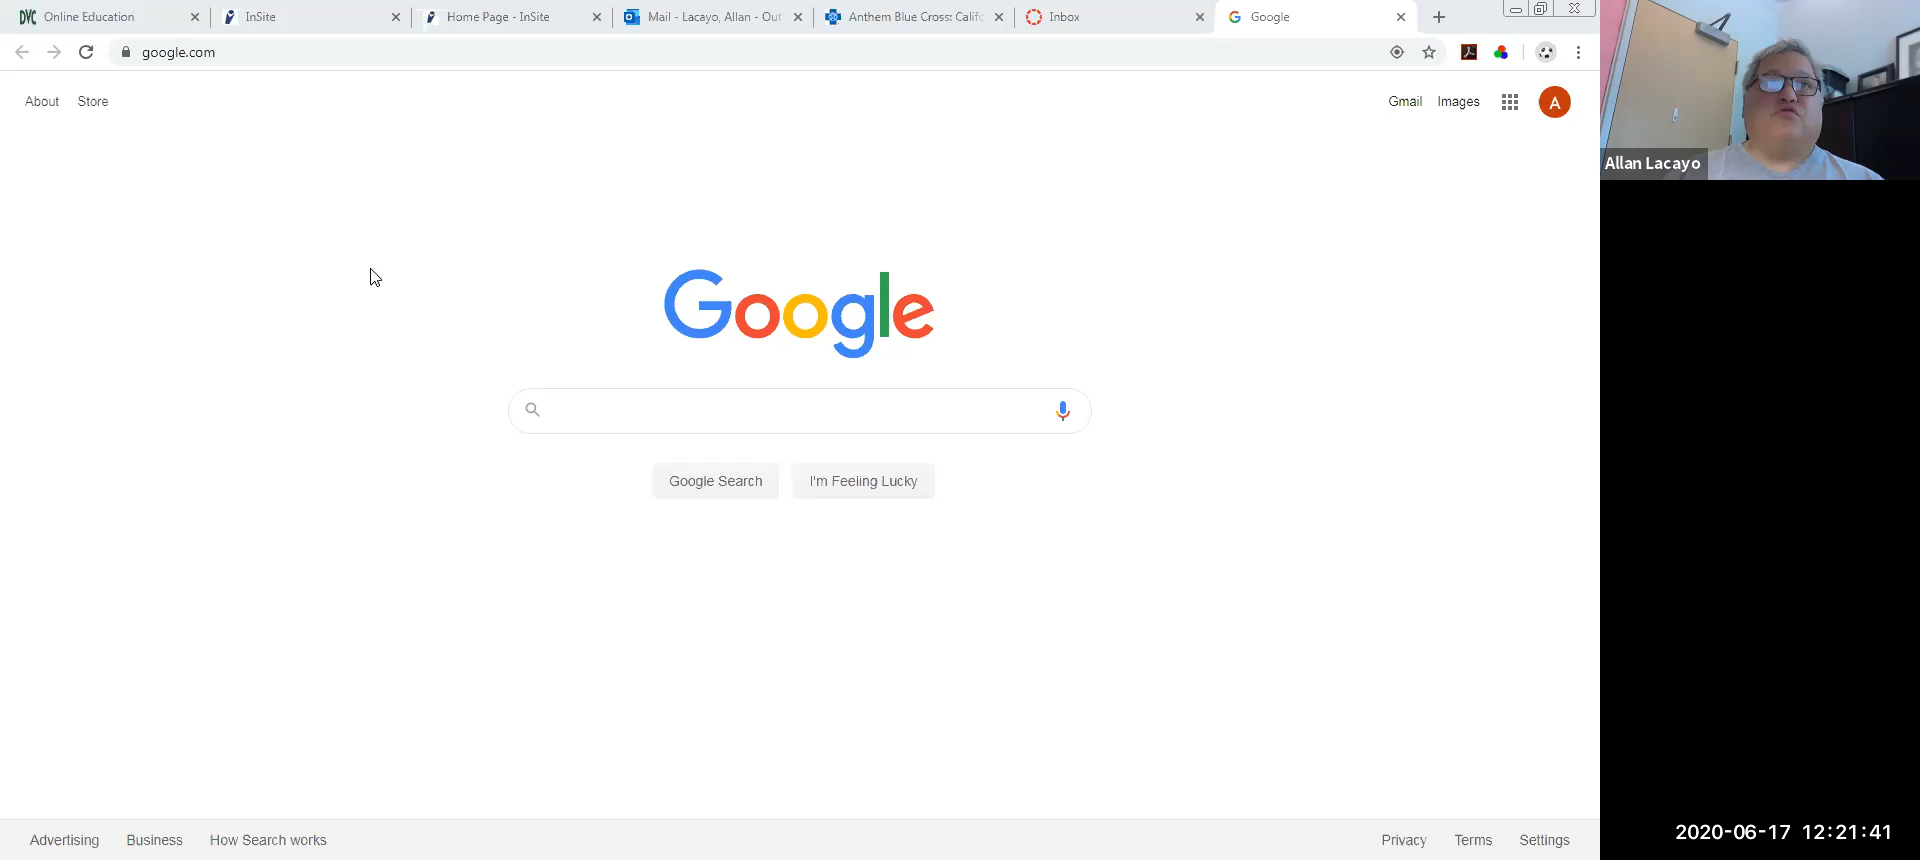 DVC Online Education
InSite
Home Page - InSite
Mail - Lacayo, Allan - Out
Anthem Blue Cross: Califo
Inbox
Google
google.com
About Store
Gmail Images A
Allan Lacayo
Google
Google Search I'm Feeling Lucky
Advertising Business How Search works
Privacy Terms Settings
2020-06-17 12:21:41